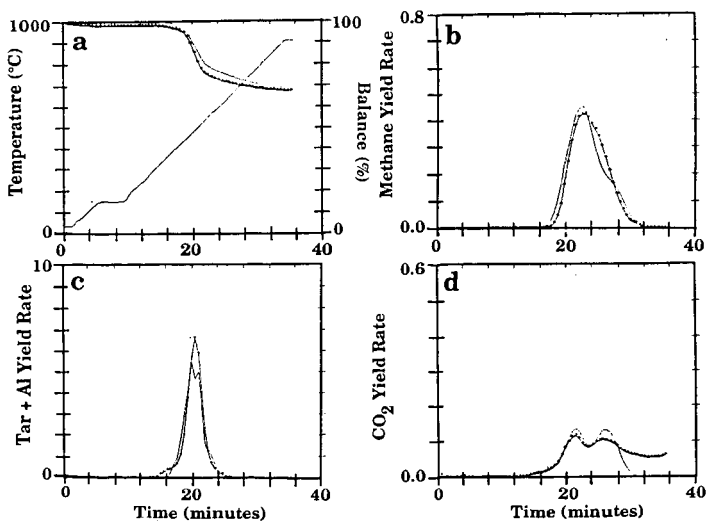 1000
a
100
Temperature (°C)
Balance (%)
0
0
0
20
40
0.8
b
Methane Yield Rate
0.0
0
20
40
10
c
Tar + Al Yield Rate
0
0
20
40
Time (minutes)
0.6
d
CO₂ Yield Rate
0.0
0
20
40
Time (minutes)